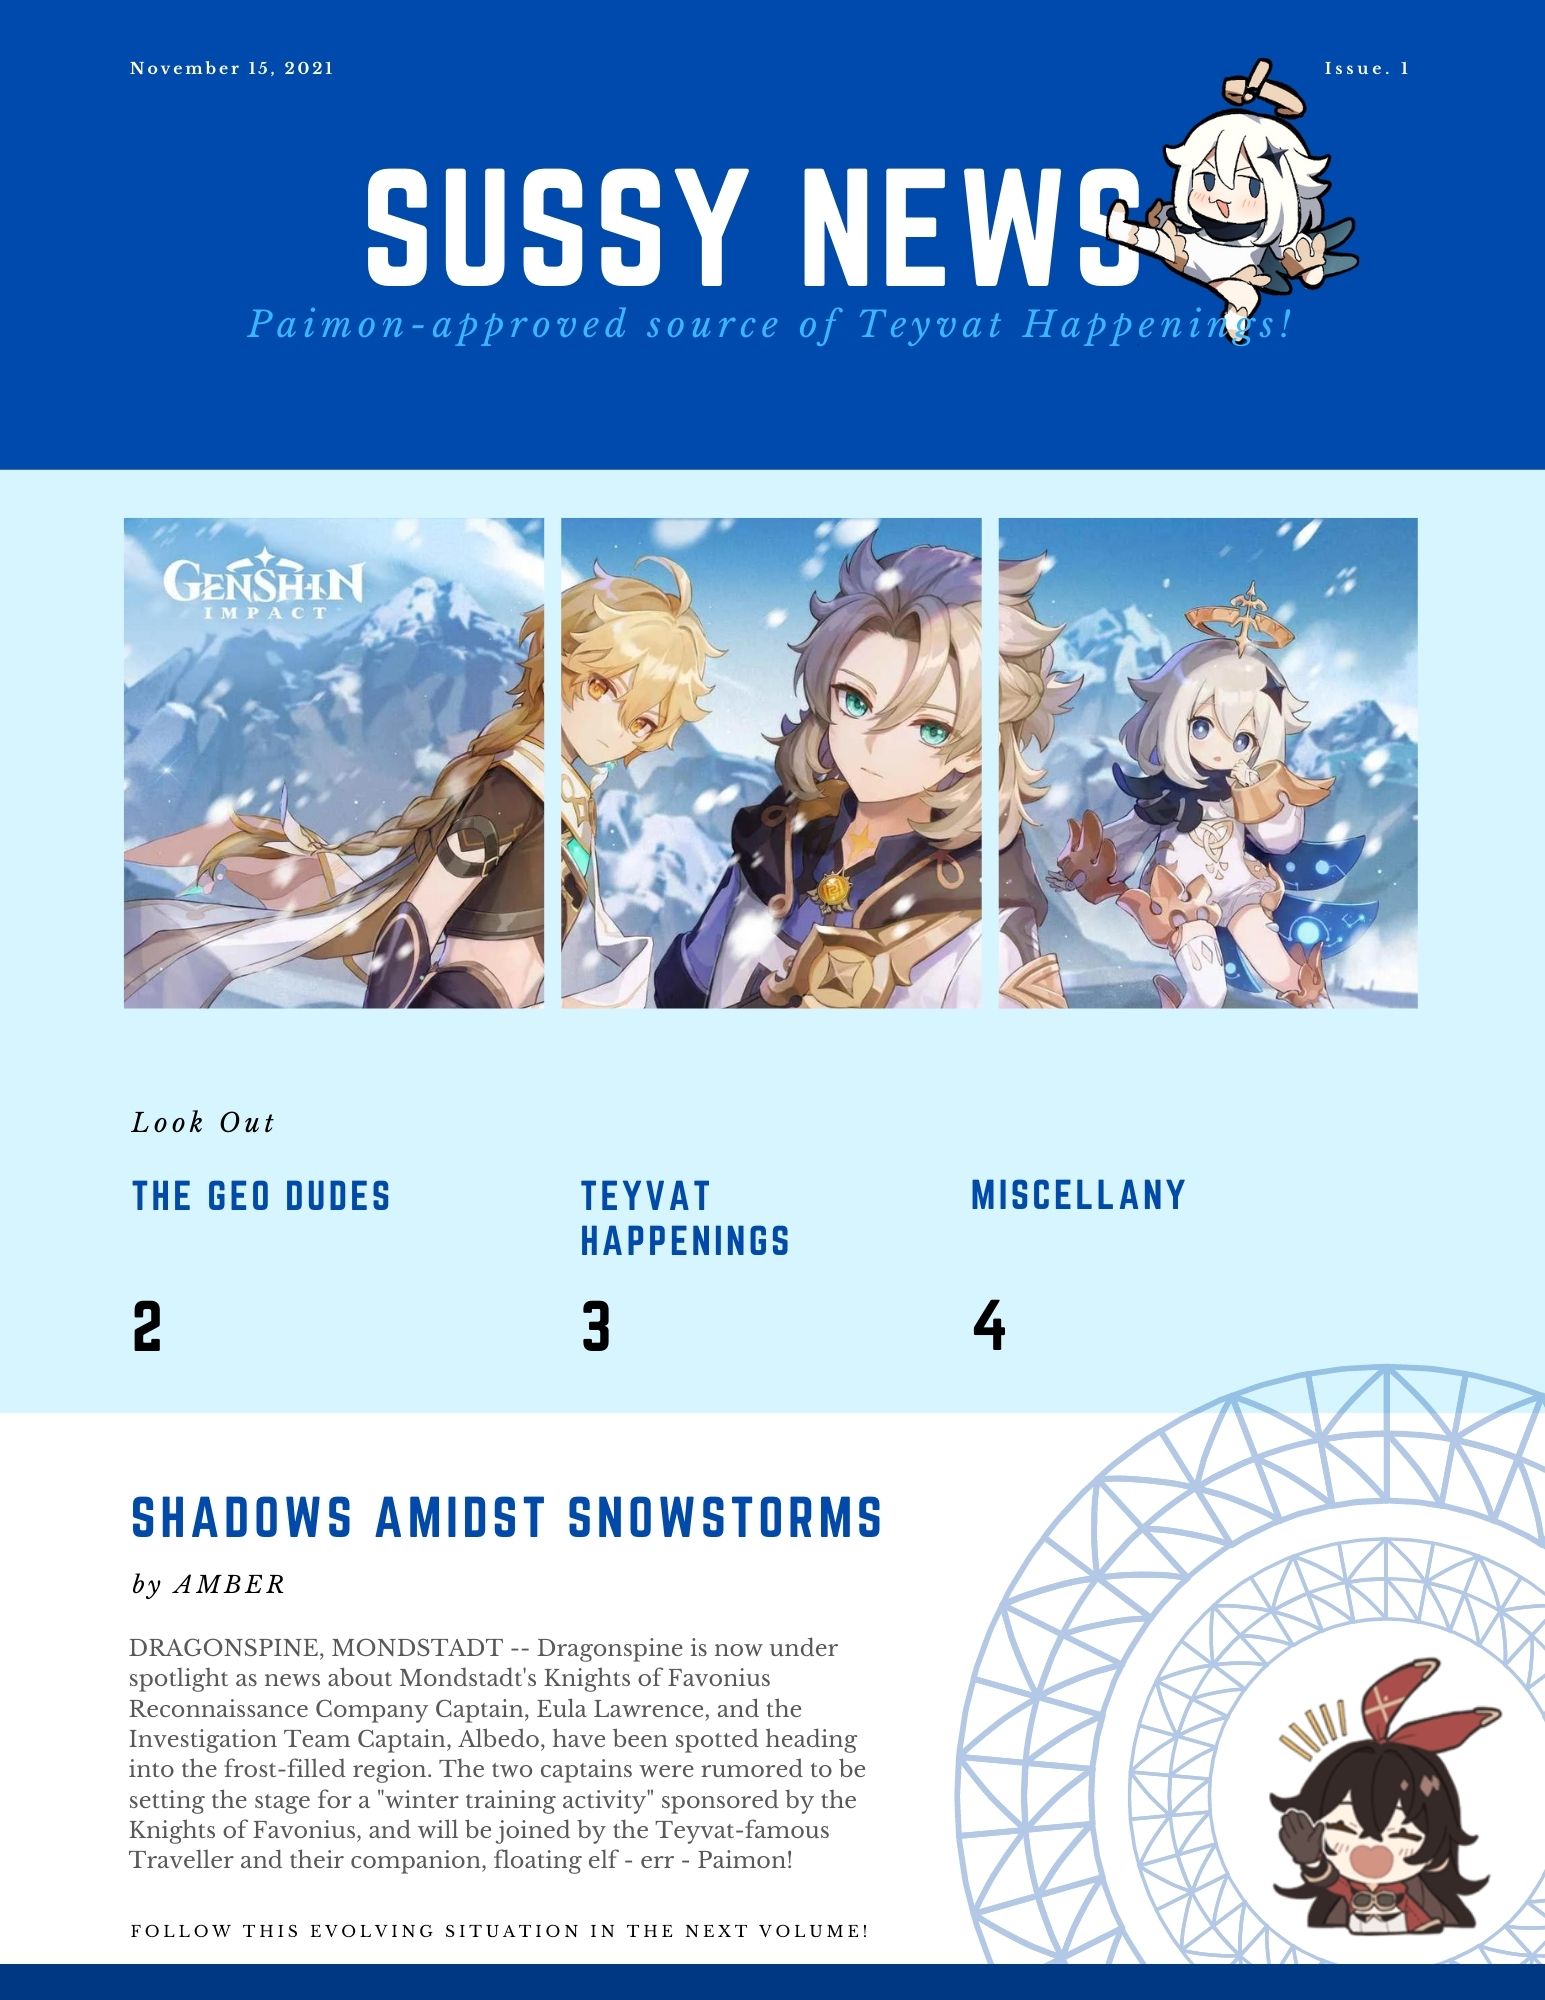 November 15, 2021
Issue. 1
SUSSY NEWS
Paimon-approved source of Teyvat Happenings!
GENSHIN
IMPACT
Look Out
THE GEO DUDES
2
TEYVAT
HAPPENINGS
3
MISCELLANY
4
SHADOWS AMIDST SNOWSTORMS
by AMBER
DRAGONSPINE, MONDSTADT -- Dragonspine is now under
spotlight as news about Mondstadt's Knights of Favonius
Reconnaissance Company Captain, Eula Lawrence, and the
Investigation Team Captain, Albedo, have been spotted heading
into the frost-filled region. The two captains were rumored to be
setting the stage for a "winter training activity" sponsored by the
Knights of Favonius, and will be joined by the Teyvat-famous
Traveller and their companion, floating elf - err - Paimon!
FOLLOW THIS EVOLVING SITUATION IN THE NEXT VOLUME!